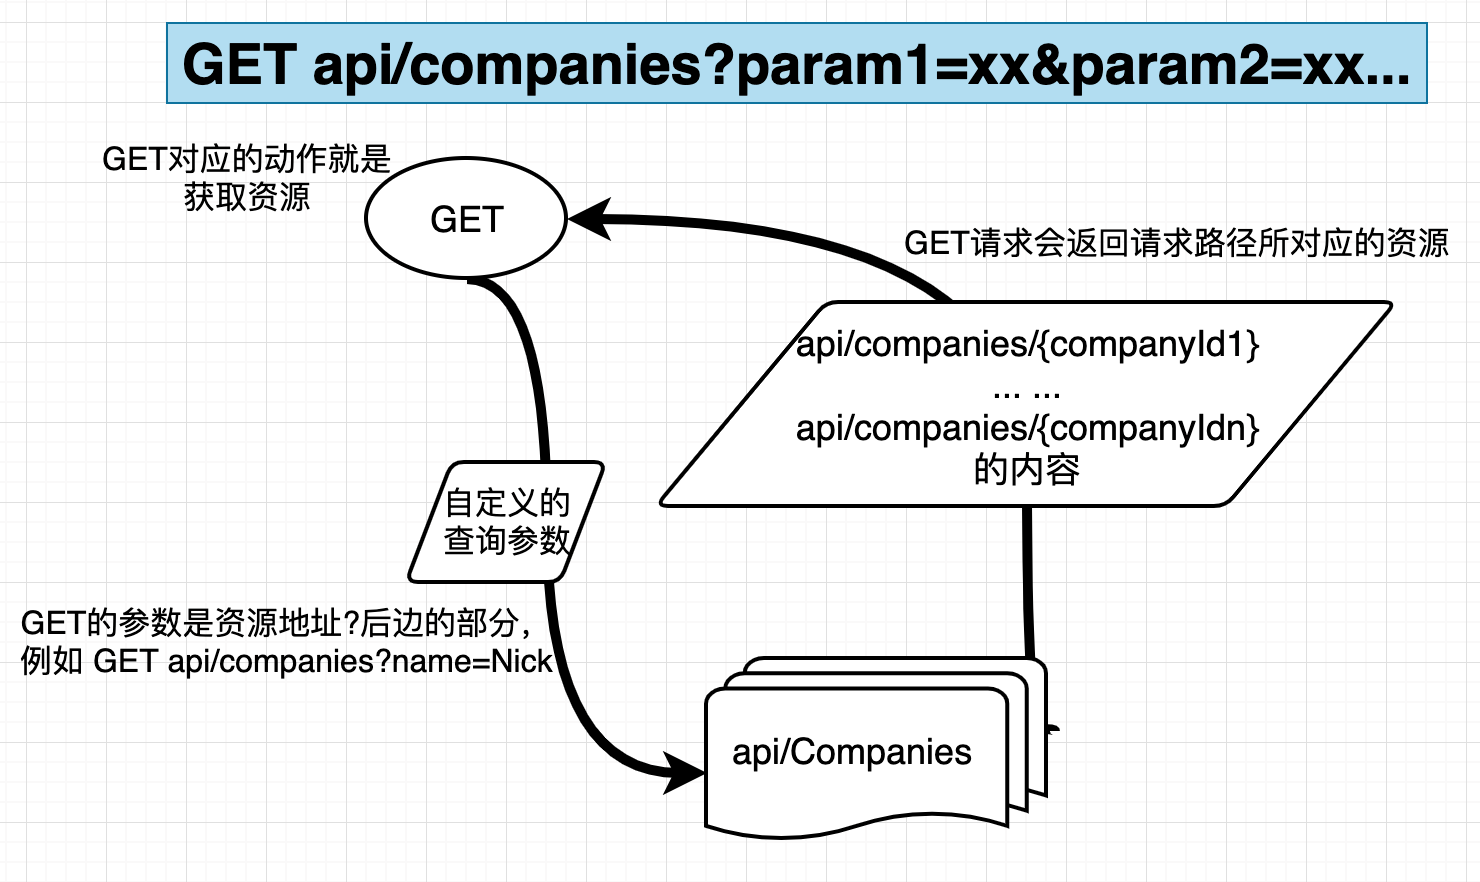 GET api/companies?param1=xx&param2=xx...
GET对应的动作就是
获取资源
GET
GET请求会返回请求路径所对应的资源
api/companies/{companyId1}
... ...
api/companies/{companyIdn}
的内容
自定义的
查询参数
GET的参数是资源地址?后边的部分，
例如 GET api/companies?name=Nick
api/Companies